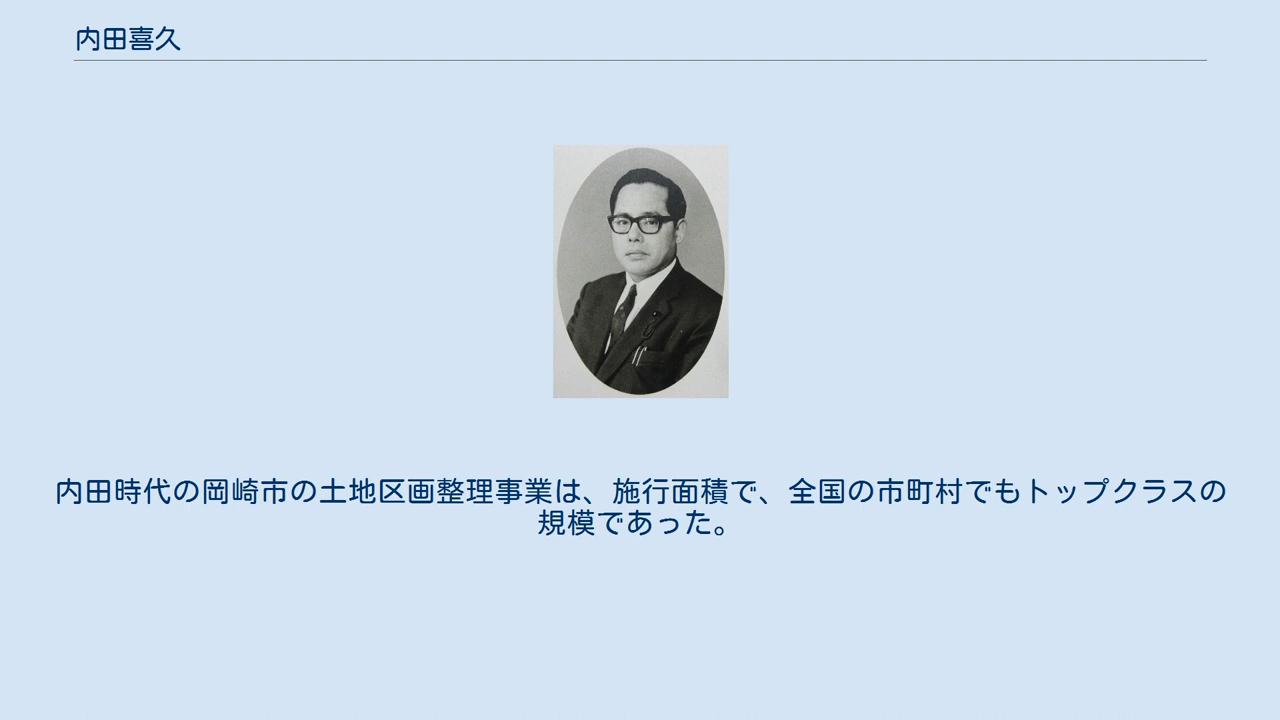 内田喜久
内田時代の岡崎市の土地区画整理事業は、施行面積で、全国の市町村でもトップクラスの
規模であった。